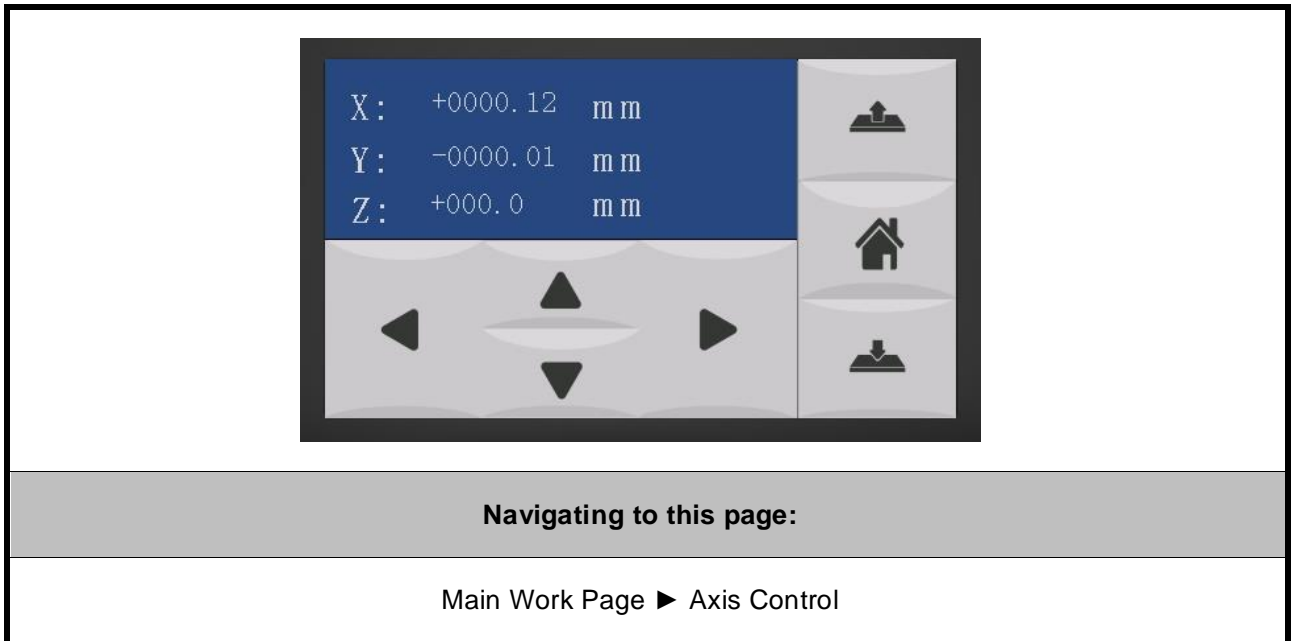 X: +0000.12 mm
Y: -0000.01 mm
Z: +000.0 mm
Navigating to this page:
Main Work Page ► Axis Control